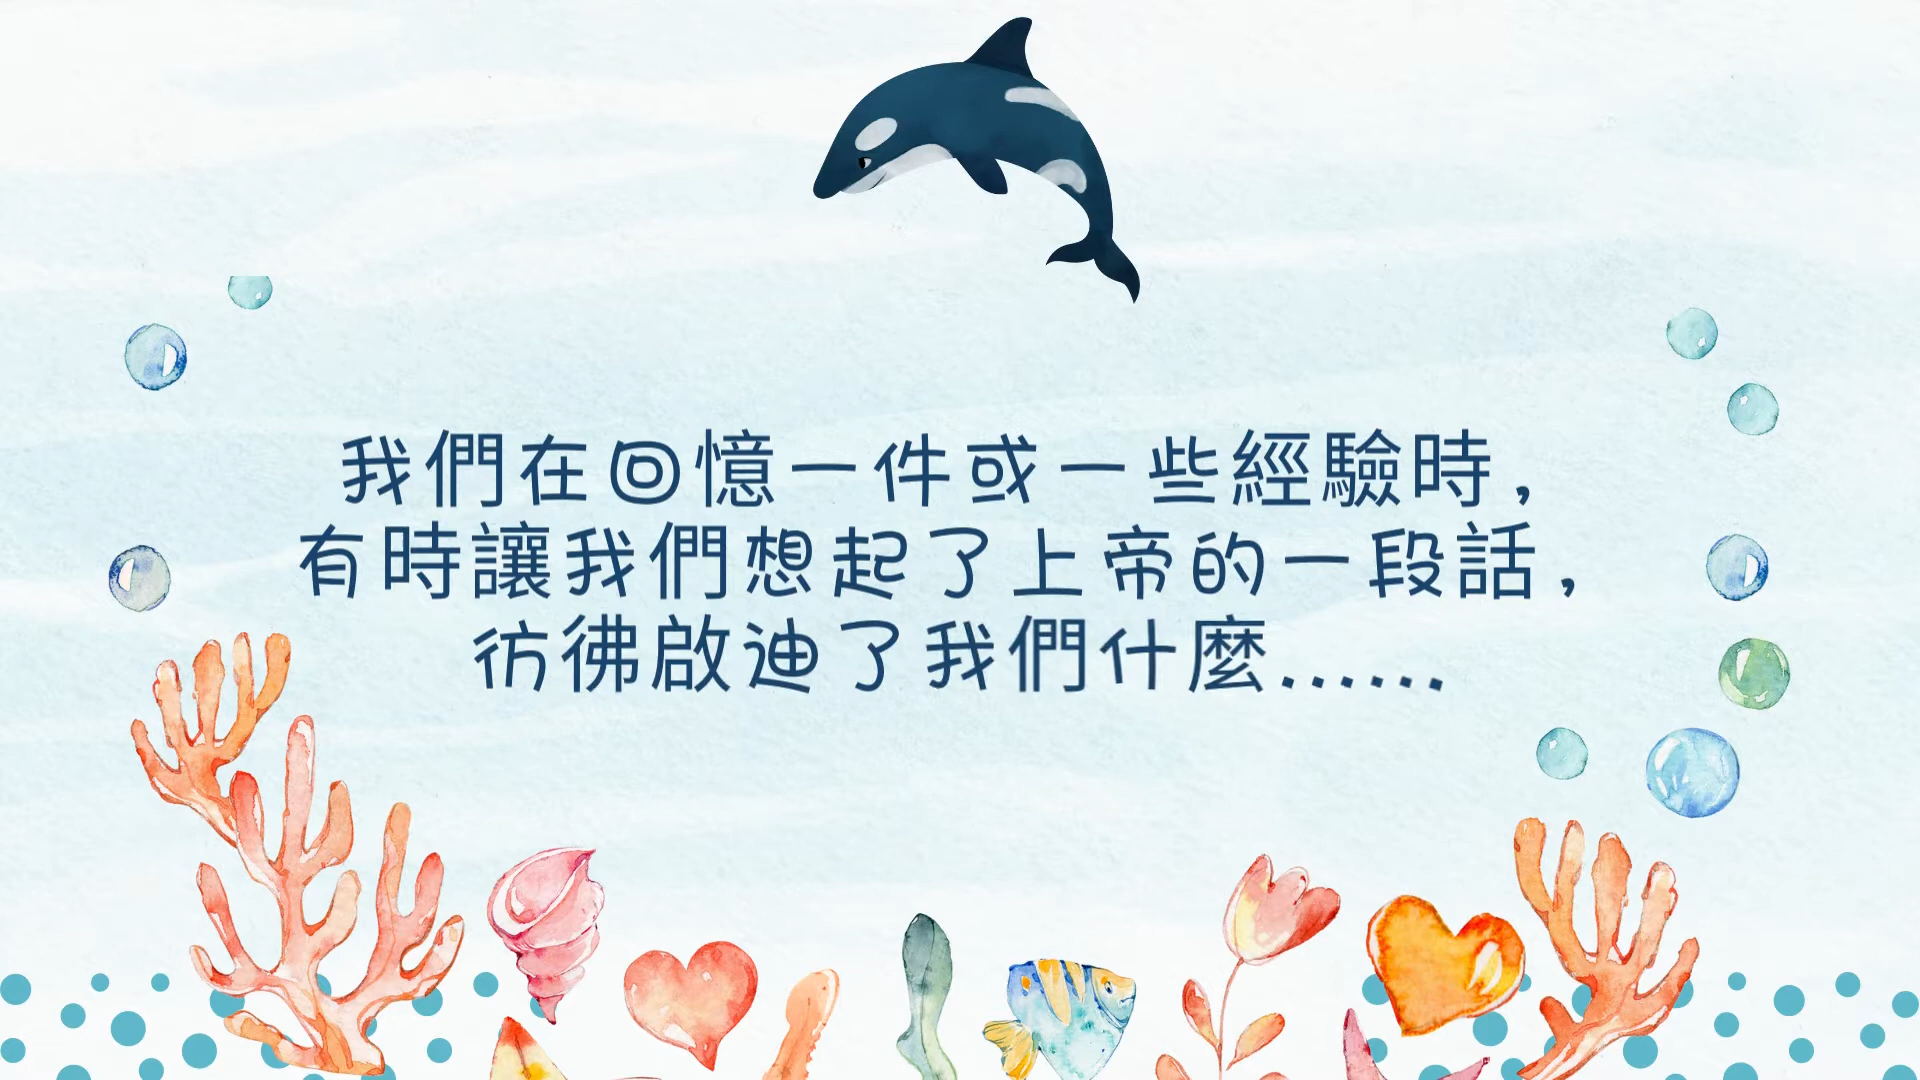 我們在回憶一件或一些經驗時，
有時讓我們想起了上帝的一段話，
彷彿啟迪了我們什麼......